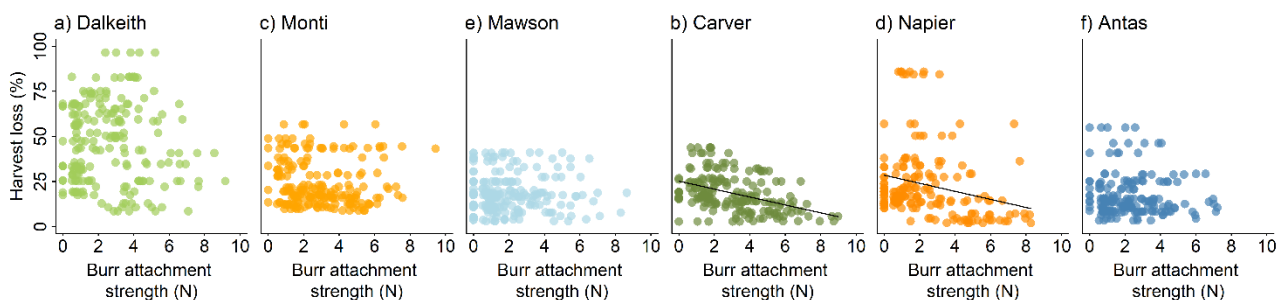 a) Dalkeith
c) Monti
e) Mawson
b) Carver
d) Napier
f) Antas
Harvest loss (%)
100
75
50
25
0
0 2 4 6 8 10
0 2 4 6 8 10
0 2 4 6 8 10
0 2 4 6 8 10
0 2 4 6 8 10
0 2 4 6 8 10
Burr attachment
strength (N)
Burr attachment
strength (N)
Burr attachment
strength (N)
Burr attachment
strength (N)
Burr attachment
strength (N)
Burr attachment
strength (N)